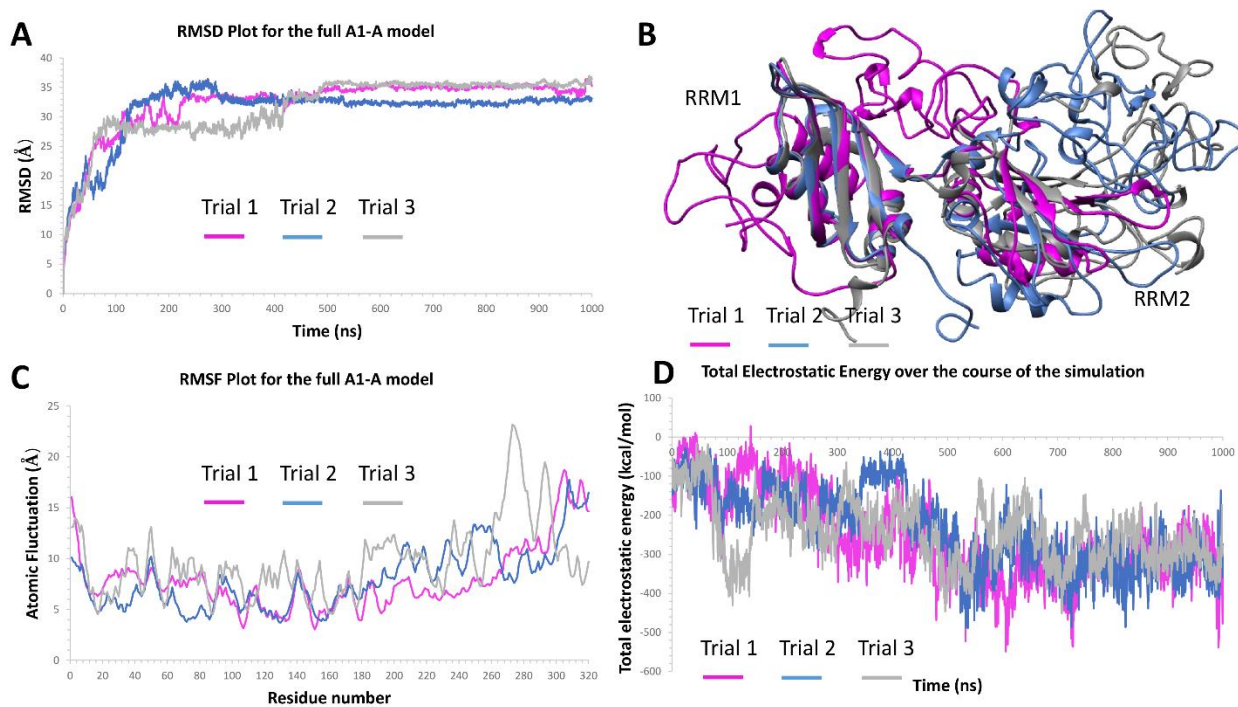 A
RMSD Plot for the full A1-A model
40
35
30
25
20
15
10
5
0
RMSD (Å)
Trial 1 Trial 2 Trial 3
0 100 200 300 400 500 600 700 800 900 1000
Time (ns)
B
RRM1
RRM2
Trial 1 Trial 2 Trial 3
C
RMSF Plot for the full A1-A model
25
20
15
10
5
0
Atomic Fluctuation (Å)
Trial 1 Trial 2 Trial 3
0 10 20 30 40 50 60 70 80 90 100 120 140 160 180 200 220 240 260 280 300 320
Residue number
D
Total Electrostatic Energy over the course of the simulation
100
0
-100
-200
-300
-400
-500
-600
Total electrostatic energy (kcal/mol)
0 100 200 300 400 500 600 700 800 900 1000
Trial 1 Trial 2 Trial 3
Time (ns)